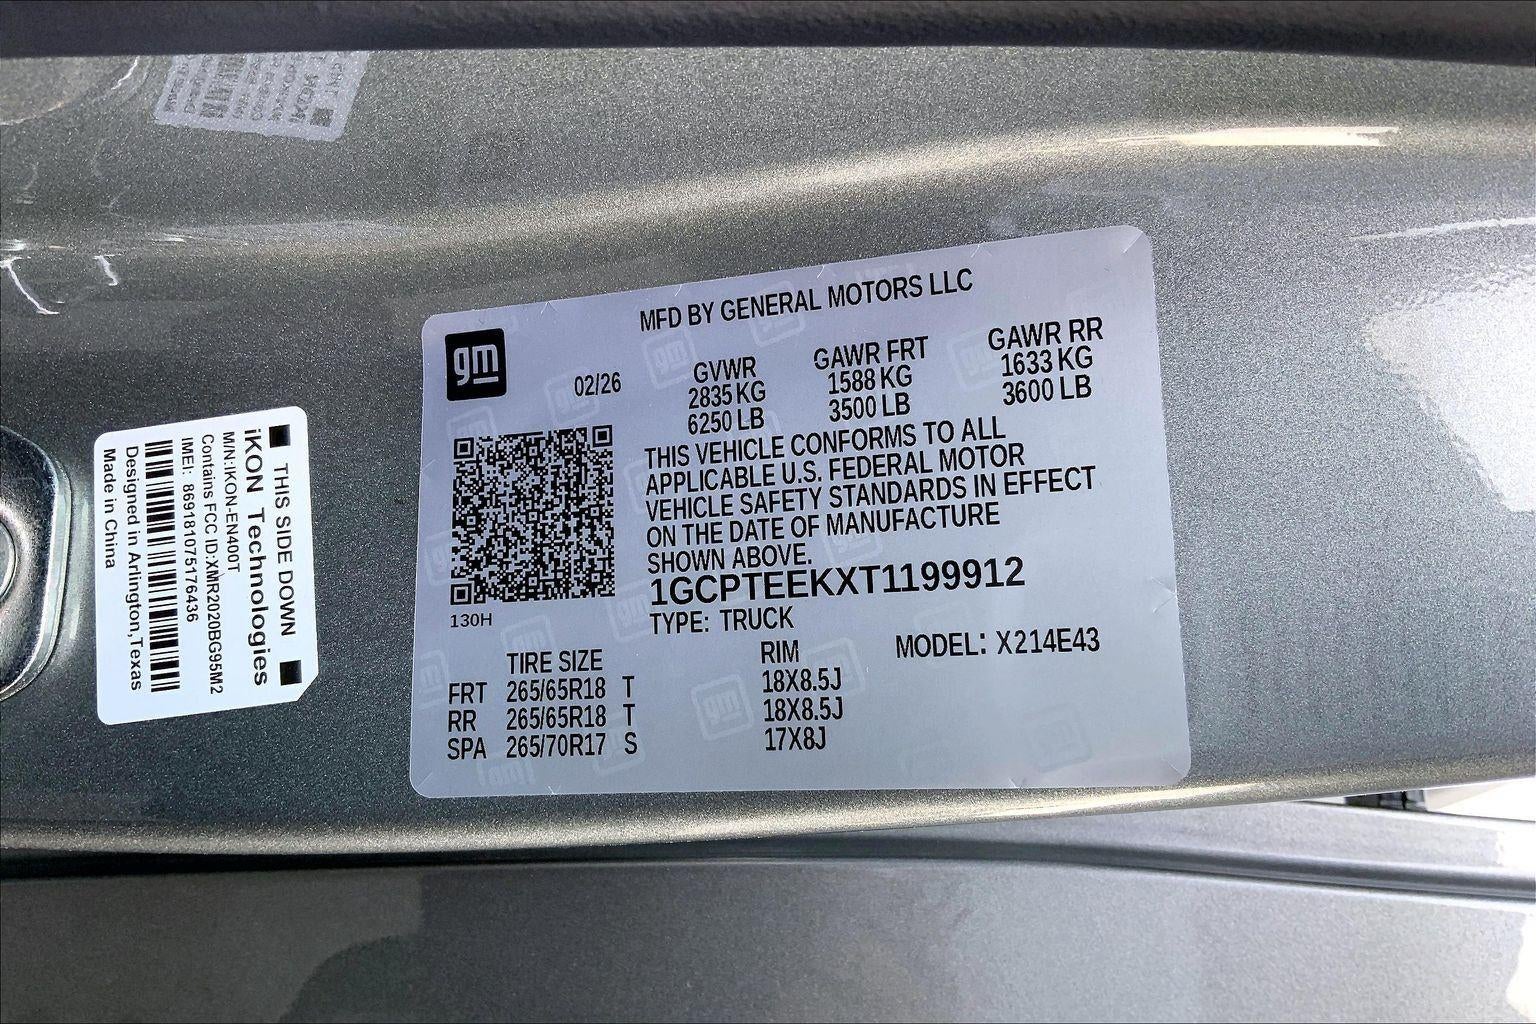 MFD BY GENERAL MOTORS LLC
gm
02/26
GVWR
2835 KG
6250 LB
GAWR FRT
1588 KG
3500 LB
GAWR RR
1633 KG
3600 LB
THIS VEHICLE CONFORMS TO ALL
APPLICABLE U.S. FEDERAL MOTOR
VEHICLE SAFETY STANDARDS IN EFFECT
ON THE DATE OF MANUFACTURE
SHOWN ABOVE.
1GCPTEEKXT1199912
TYPE: TRUCK
MODEL: X214E43
130H
TIRE SIZE RIM
FRT 265/65R18 T 18X8.5J
RR 265/65R18 T 18X8.5J
SPA 265/70R17 S 17X8J
THIS SIDE DOWN
iKON Technologies
M/N:IKON-EN400T
Contains FCC ID:XMR2020BG95M2
IMEI: 869181075176436
Designed in Arlington,Texas
Made in China